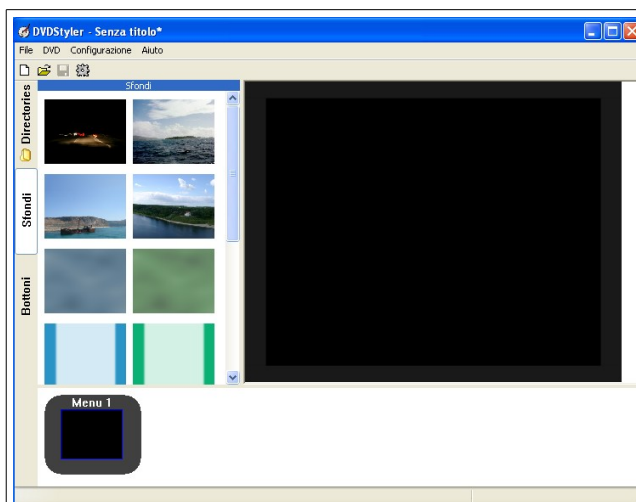 DVDStyler - Senza titolo*
File DVD Configurazione Aiuto
Sfondi
Directories
Sfondi
Bottoni
Menu 1